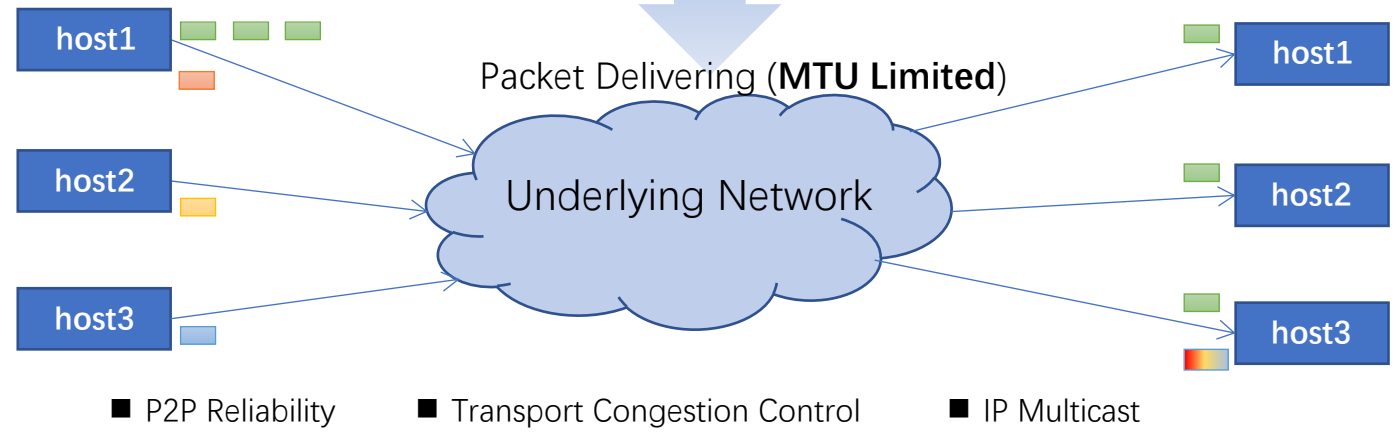 host1
host1
Packet Delivering (MTU Limited)
host2
Underlying Network
host2
host3
host3
■ P2P Reliability ■ Transport Congestion Control ■ IP Multicast